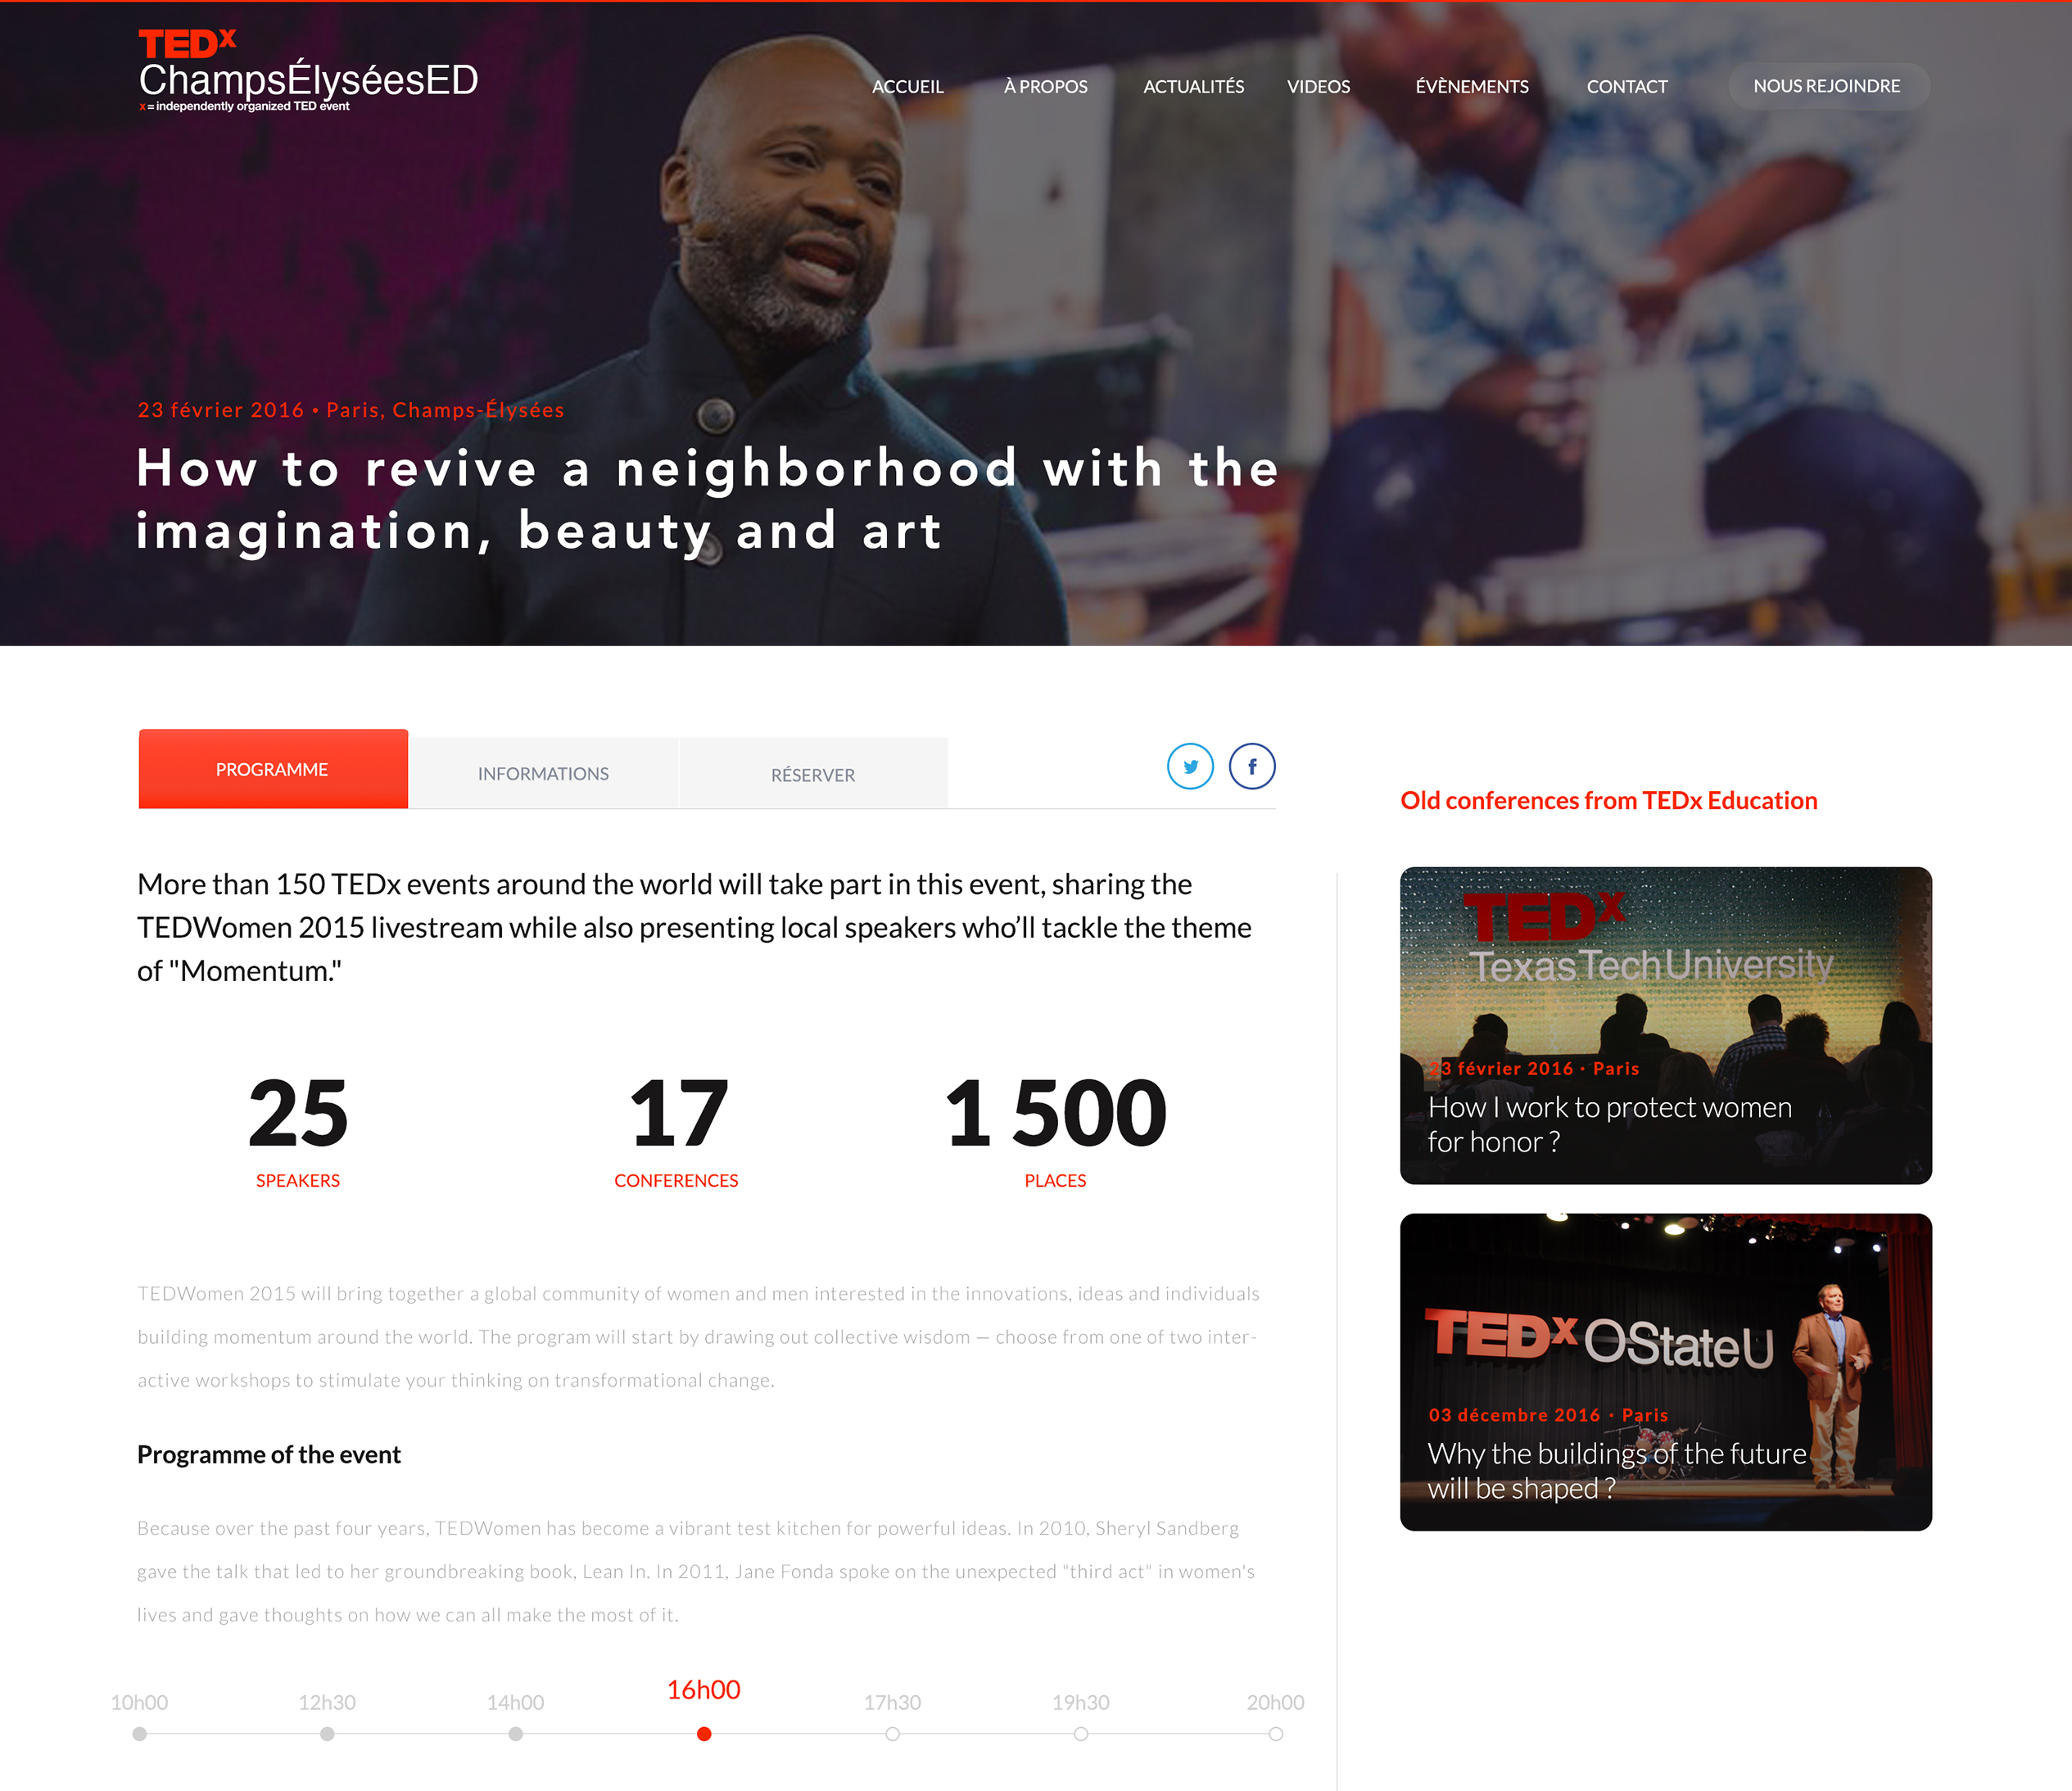 TEDx
ChampsÉlyséesED
x = independently organized TED event
ACCUEIL À PROPOS ACTUALITÉS VIDEOS ÉVÈNEMENTS CONTACT NOUS REJOINDRE
23 février 2016 • Paris, Champs-Élysées
How to revive a neighborhood with the
imagination, beauty and art
PROGRAMME INFORMATIONS RÉSERVER
More than 150 TEDx events around the world will take part in this event, sharing the
TEDWomen 2015 livestream while also presenting local speakers who’ll tackle the theme
of "Momentum."
25 17 1 500
SPEAKERS CONFERENCES PLACES
TEDWomen 2015 will bring together a global community of women and men interested in the innovations, ideas and individuals
building momentum around the world. The program will start by drawing out collective wisdom — choose from one of two inter-
active workshops to stimulate your thinking on transformational change.
Programme of the event
Because over the past four years, TEDWomen has become a vibrant test kitchen for powerful ideas. In 2010, Sheryl Sandberg
gave the talk that led to her groundbreaking book, Lean In. In 2011, Jane Fonda spoke on the unexpected "third act" in women's
lives and gave thoughts on how we can all make the most of it.
10h00 12h30 14h00 16h00 17h30 19h30 20h00
Old conferences from TEDx Education
TEDx
TexasTechUniversity
23 février 2016 · Paris
How I work to protect women
for honor ?
TEDx OStateU
03 décembre 2016 · Paris
Why the buildings of the future
will be shaped ?